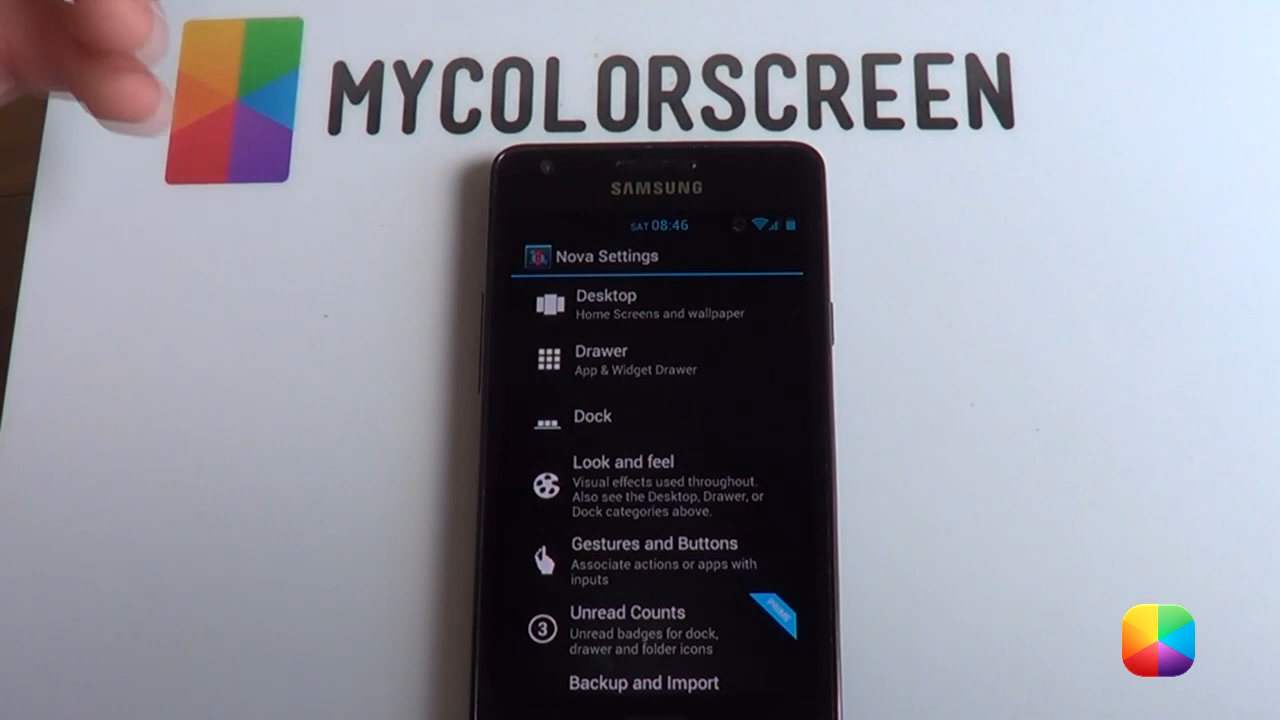 MYCOLORSCREEN
SAMSUNG
SAT 08:46
Nova Settings
Desktop
Home Screens and wallpaper
Drawer
App & Widget Drawer
Dock
Look and feel
Visual effects used throughout.
Also see the Desktop, Drawer, or
Dock categories above.
Gestures and Buttons
Associate actions or apps with
inputs
PRIME
Unread Counts
3
Unread badges for dock,
drawer and folder icons
Backup and Import